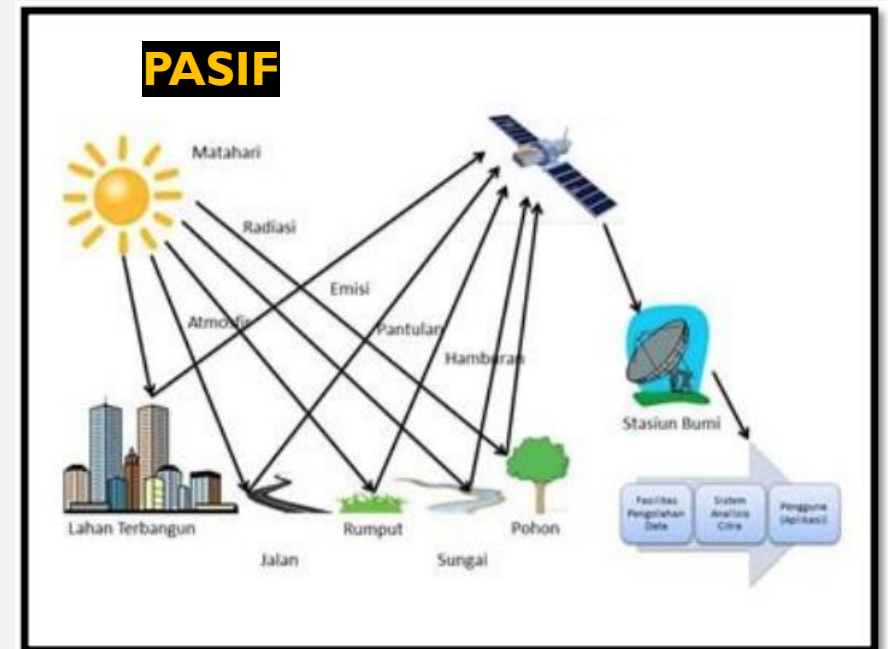 PASIF
Matahari
Radiasi
Emisi
Atmosfir
Pantulan
Hamburan
Stasiun Bumi
Lahan Terbangun
Jalan
Rumput
Sungai
Pohon
Fasilitas
Pengolahan
Data
Sistem
Analisis
Citra
Pengguna
(Aplikasi)